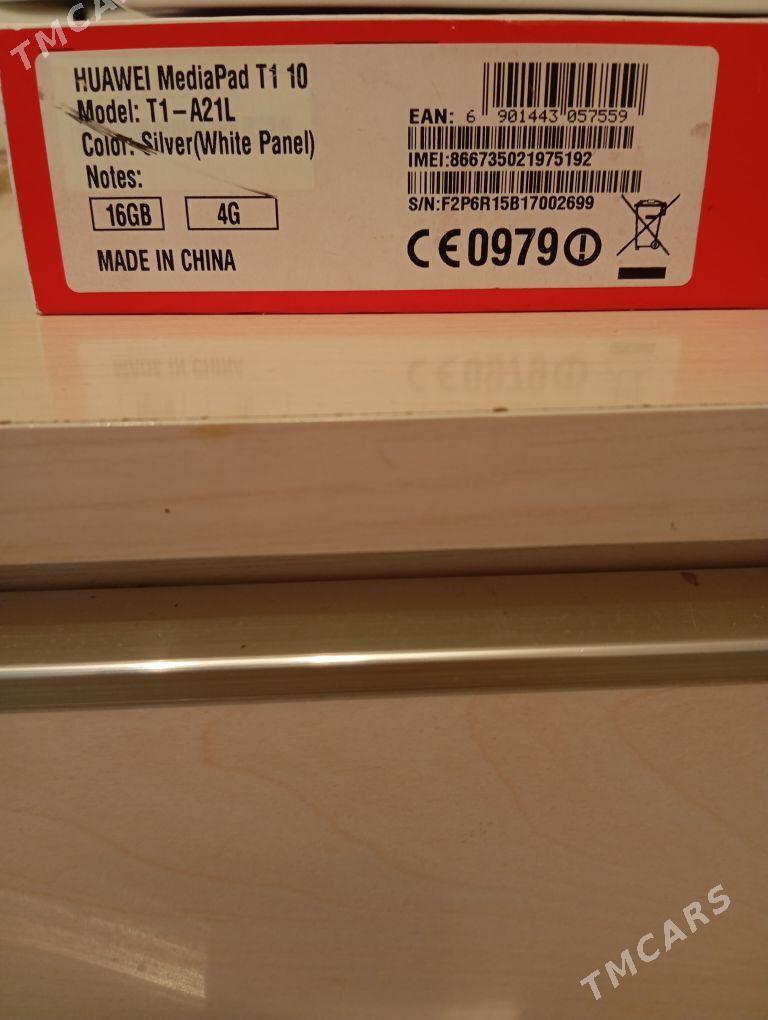 TMCARS
HUAWEI MediaPad T1 10
Model: T1-A21L
Color: Silver(White Panel)
Notes:
16GB 4G
MADE IN CHINA
EAN: 6 901443 057559
IMEI:866735021975192
S/N:F2P6R15B17002699
CE0979
TMCARS